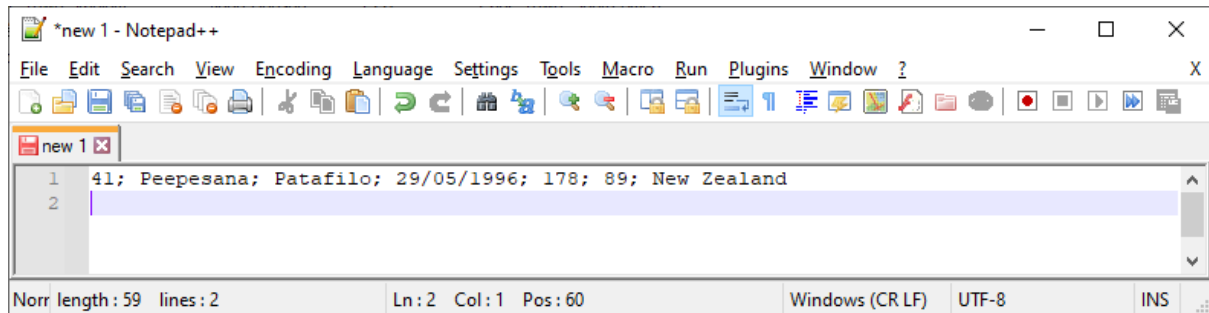 *new 1 - Notepad++
File Edit Search View Encoding Language Settings Tools Macro Run Plugins Window ? X
new 1
1 41; Peepesana; Patafilo; 29/05/1996; 178; 89; New Zealand
2
Norr length : 59 lines : 2 Ln : 2 Col : 1 Pos : 60 Windows (CR LF) UTF-8 INS